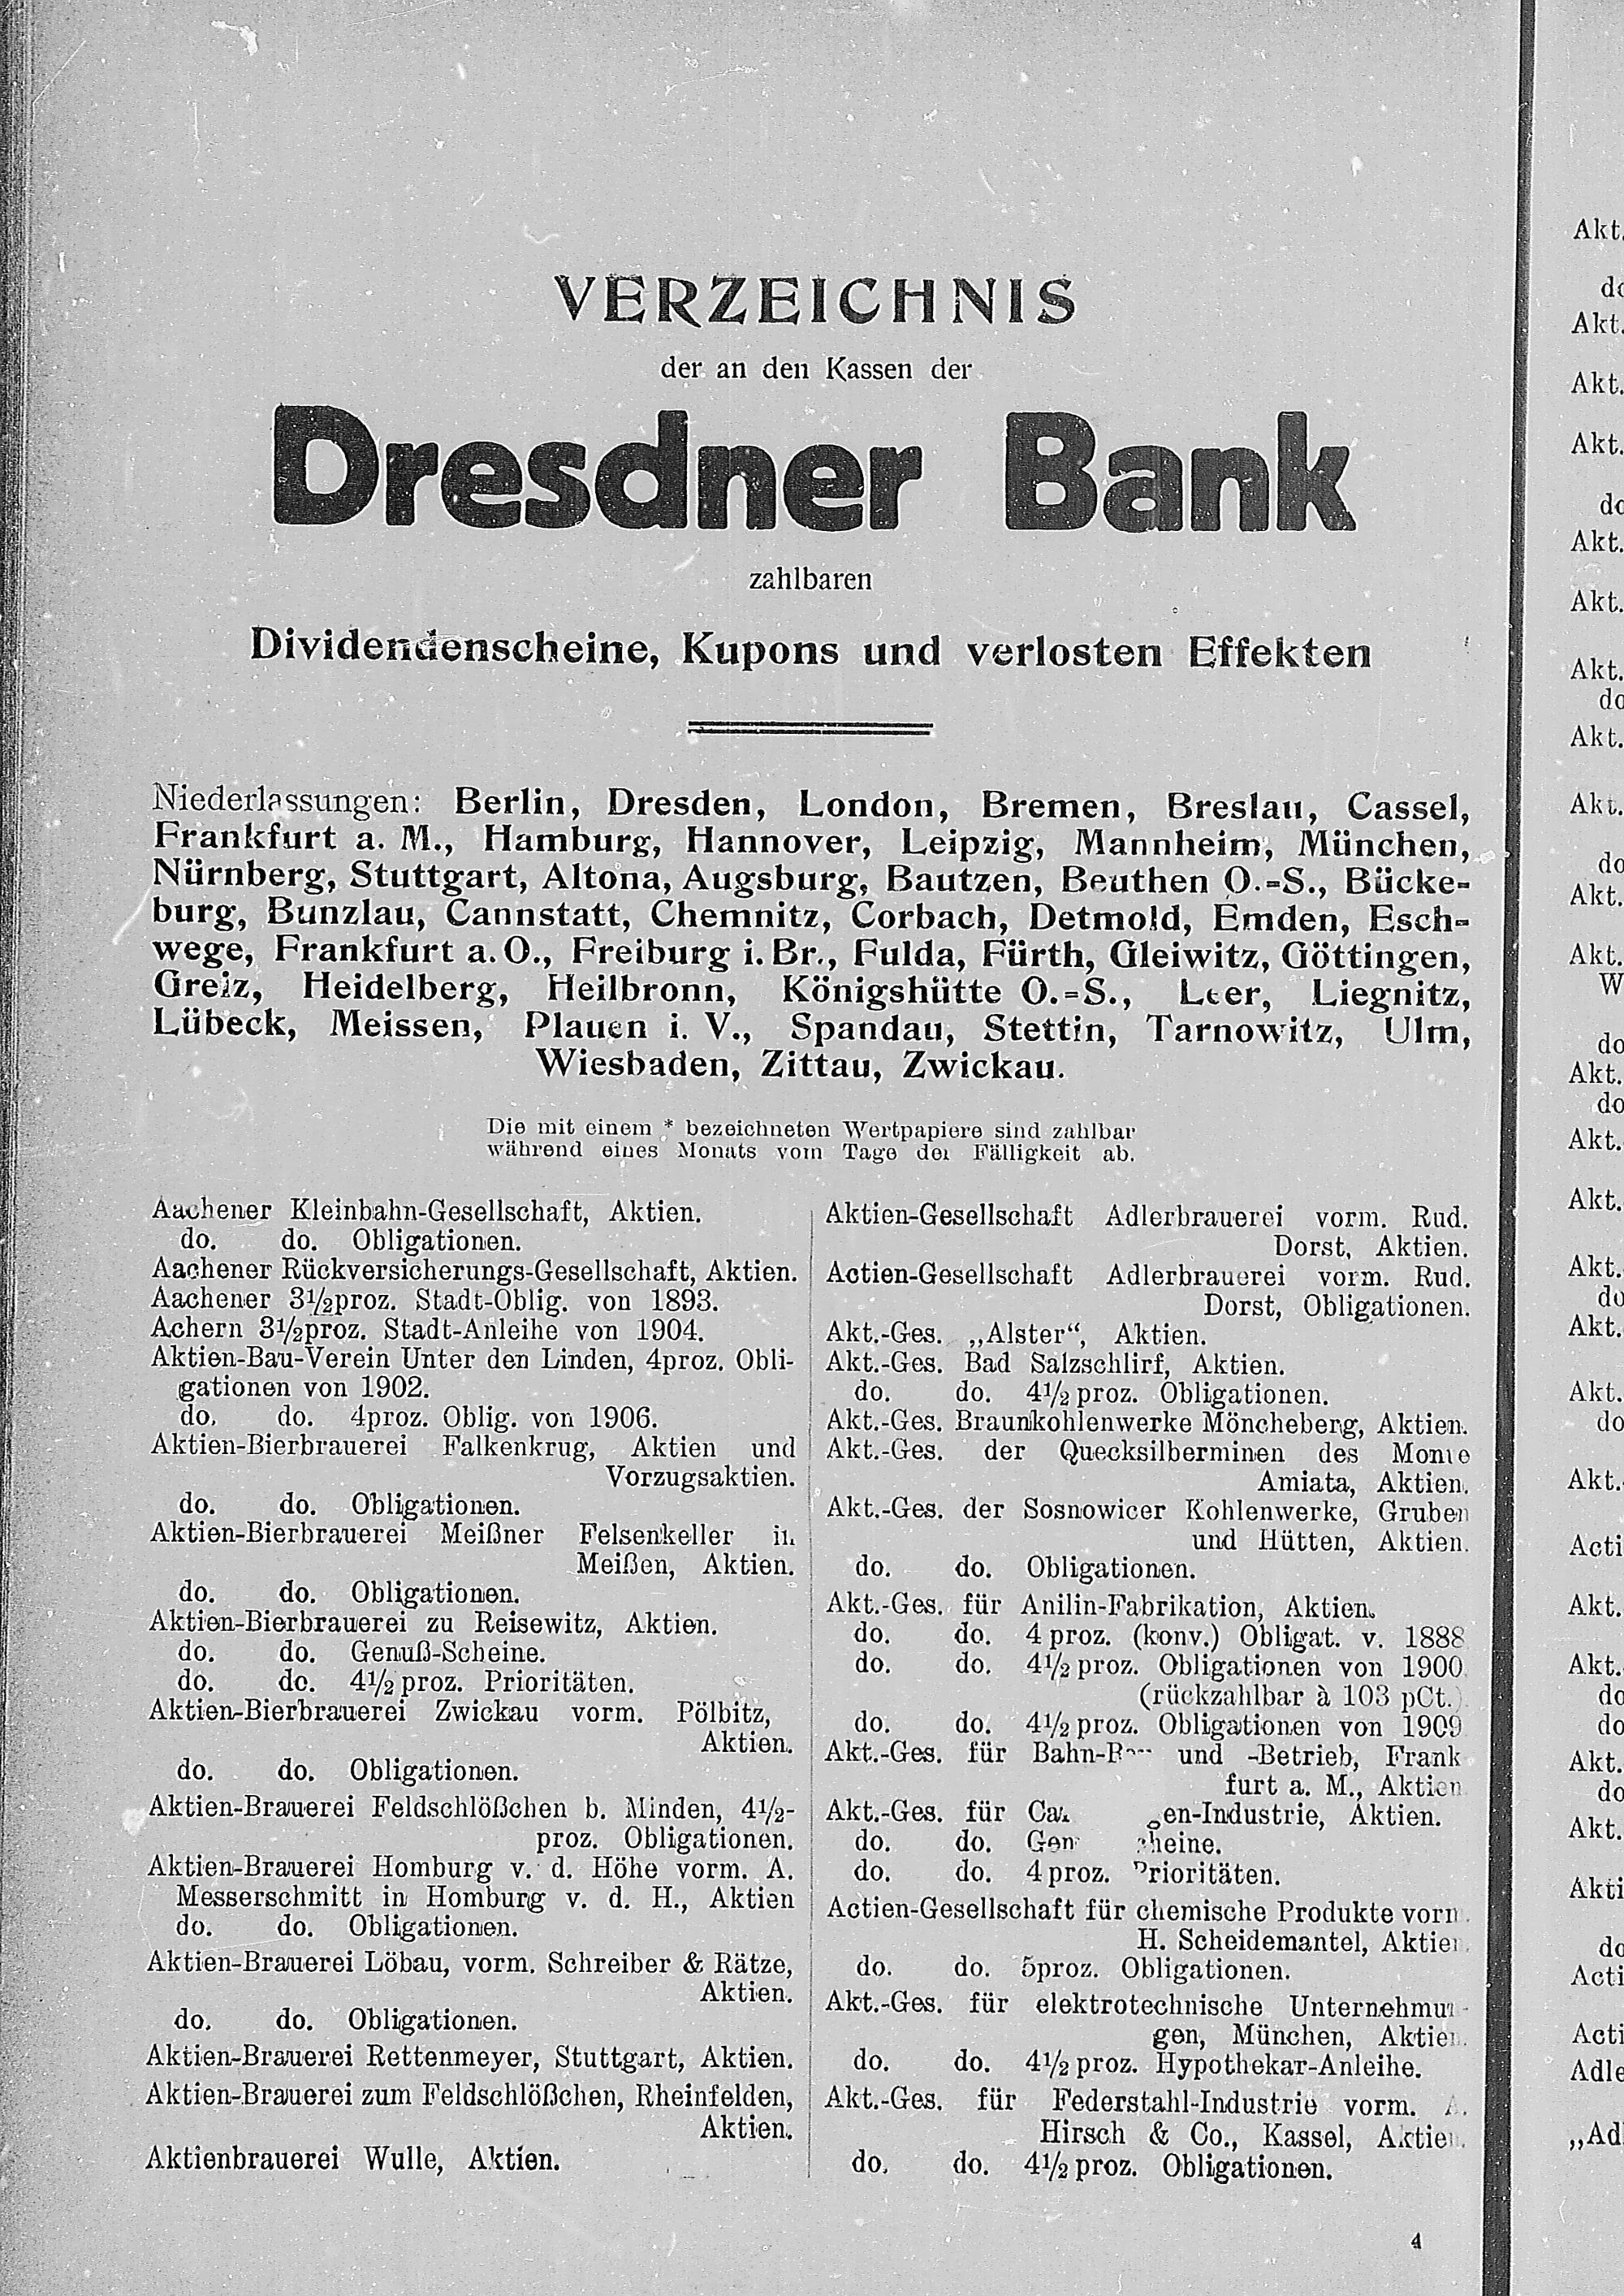 VERZEICHNIS
der an den Kassen der
Dresdner Bank
zahlbaren
Dividendenscheine, Kupons und verlosten Effekten
Niederlassungen: Berlin, Dresden, London, Bremen, Breslau, Cassel,
Frankfurt a. M., Hamburg, Hannover, Leipzig, Mannheim, München,
Nürnberg, Stuttgart, Altona, Augsburg, Bautzen, Beuthen O.-S., Bücke-
burg, Bunzlau, Cannstatt, Chemnitz, Corbach, Detmold, Emden, Esch-
wege, Frankfurt a. O., Freiburg i. Br., Fulda, Fürth, Gleiwitz, Göttingen,
Greiz, Heidelberg, Heilbronn, Königshütte O.-S., Leer, Liegnitz,
Lübeck, Meissen, Plauen i. V., Spandau, Stettin, Tarnowitz, Ulm,
Wiesbaden, Zittau, Zwickau.
Die mit einem * bezeichneten Wertpapiere sind zahlbar
während eines Monats vom Tage der Fälligkeit ab.
Aachener Kleinbahn-Gesellschaft, Aktien.
do. do. Obligationen.
Aachener Rückversicherungs-Gesellschaft, Aktien.
Aachener 3½proz. Stadt-Oblig. von 1893.
Achern 3½proz. Stadt-Anleihe von 1904.
Aktien-Bau-Verein Unter den Linden, 4proz. Obli-
gationen von 1902.
do. do. 4proz. Oblig. von 1906.
Aktien-Bierbrauerei Falkenkrug, Aktien und
Vorzugsaktien.
do. do. Obligationen.
Aktien-Bierbrauerei Meißner Felsenkeller in
Meißen, Aktien.
do. do. Obligationen.
Aktien-Bierbrauerei zu Reisewitz, Aktien.
do. do. Genuß-Scheine.
do. do. 4½ proz. Prioritäten.
Aktien-Bierbrauerei Zwickau vorm. Pölbitz,
Aktien.
do. do. Obligationen.
Aktien-Brauerei Feldschlößchen b. Minden, 4½-
proz. Obligationen.
Aktien-Brauerei Homburg v. d. Höhe vorm. A.
Messerschmitt in Homburg v. d. H., Aktien
do. do. Obligationen.
Aktien-Brauerei Löbau, vorm. Schreiber & Rätze,
Aktien.
do. do. Obligationen.
Aktien-Brauerei Rettenmeyer, Stuttgart, Aktien.
Aktien-Brauerei zum Feldschlößchen, Rheinfelden,
Aktien.
Aktienbrauerei Wulle, Aktien.
Aktien-Gesellschaft Adlerbrauerei vorm. Rud.
Dorst, Aktien.
Actien-Gesellschaft Adlerbrauerei vorm. Rud.
Dorst, Obligationen.
Akt.-Ges. „Alster“, Aktien.
Akt.-Ges. Bad Salzschlirf, Aktien.
do. do. 4½ proz. Obligationen.
Akt.-Ges. Braunkohlenwerke Möncheberg, Aktien.
Akt.-Ges. der Quecksilberminen des Monte
Amiata, Aktien.
Akt.-Ges. der Sosnowicer Kohlenwerke, Gruben
und Hütten, Aktien.
do. do. Obligationen.
Akt.-Ges. für Anilin-Fabrikation, Aktien.
do. do. 4 proz. (konv.) Obligat. v. 1888
do. do. 4½ proz. Obligationen von 1900
(rückzahlbar à 103 pCt.)
do. do. 4½ proz. Obligationen von 1909
Akt.-Ges. für und -Betrieb, Frank
furt a. M., Aktien
Akt.-Ges. für Aktien.
do. do.
do. do. 4 proz. Prioritäten.
Actien-Gesellschaft für chemische Produkte vorm.
H. Scheidemantel, Aktien.
do. do. 5proz. Obligationen.
Akt.-Ges. für elektrotechnische Unternehmun-
gen, München, Aktien.
do. do. 4½ proz. Hypothekar-Anleihe.
Akt.-Ges. für Federstahl-Industrie vorm.
Hirsch & Co., Kassel, Aktien.
do. do. 4½ proz. Obligationen.
4